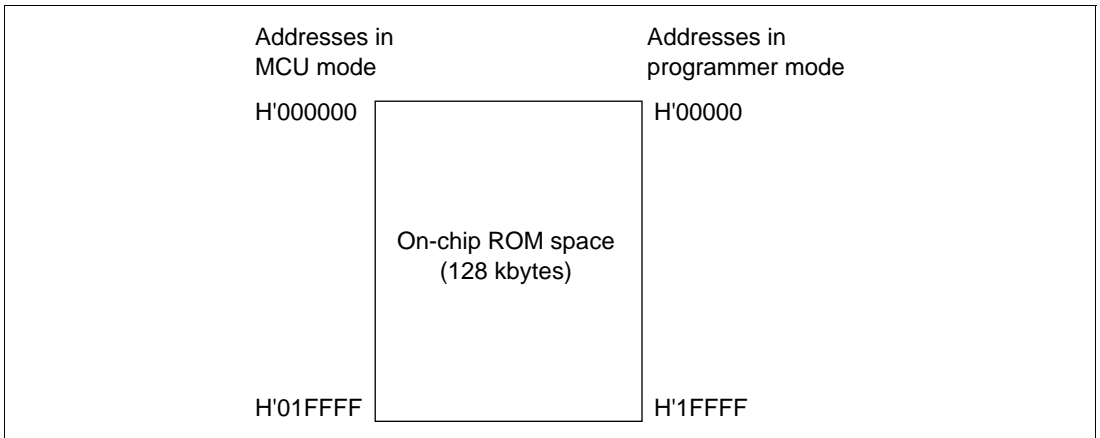 Addresses in
MCU mode
Addresses in
programmer mode
H'000000
H'00000
On-chip ROM space
(128 kbytes)
H'01FFFF
H'1FFFF